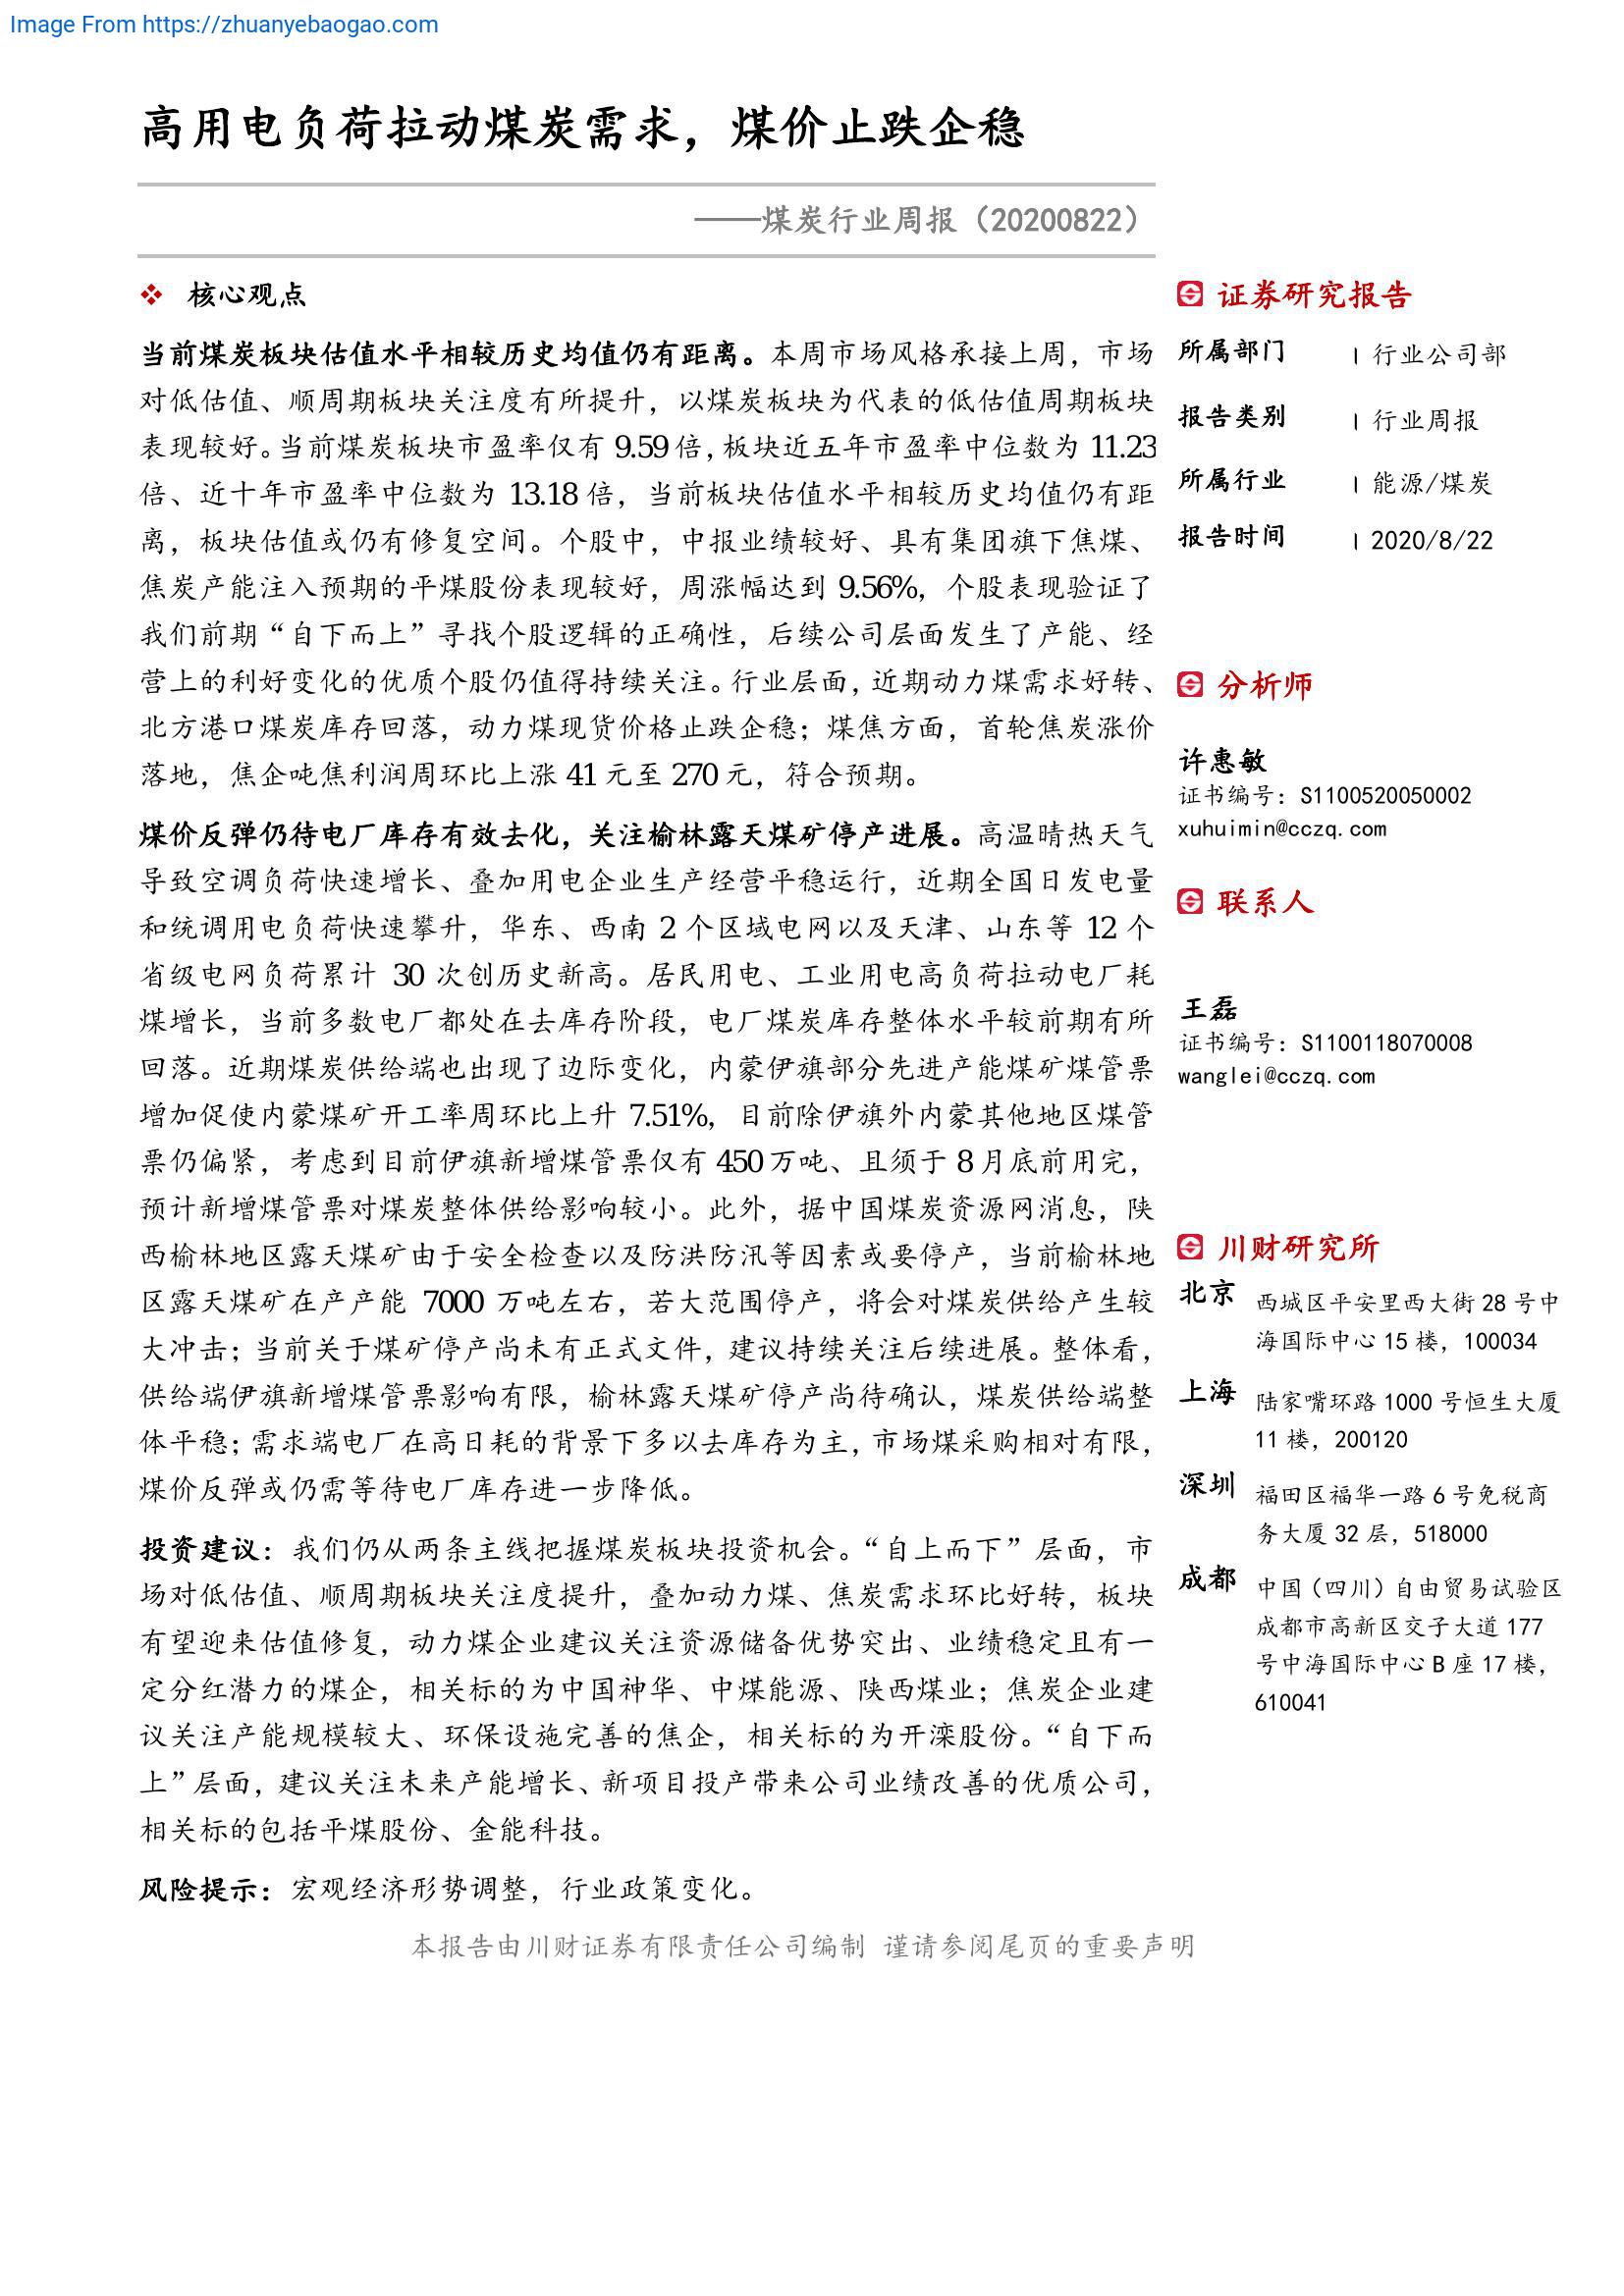 Image From https://zhuanyebaogao.com
高用电负荷拉动煤炭需求，煤价止跌企稳
——煤炭行业周报（20200822）
❖ 核心观点
当前煤炭板块估值水平相较历史均值仍有距离。本周市场风格承接上周，市场
对低估值、顺周期板块关注度有所提升，以煤炭板块为代表的低估值周期板块
表现较好。当前煤炭板块市盈率仅有 9.59 倍，板块近五年市盈率中位数为 11.23
倍、近十年市盈率中位数为 13.18 倍，当前板块估值水平相较历史均值仍有距
离，板块估值或仍有修复空间。个股中，中报业绩较好、具有集团旗下焦煤、
焦炭产能注入预期的平煤股份表现较好，周涨幅达到 9.56%，个股表现验证了
我们前期“自下而上”寻找个股逻辑的正确性，后续公司层面发生了产能、经
营上的利好变化的优质个股仍值得持续关注。行业层面，近期动力煤需求好转、
北方港口煤炭库存回落，动力煤现货价格止跌企稳；煤焦方面，首轮焦炭涨价
落地，焦企吨焦利润周环比上涨 41 元至 270 元，符合预期。
煤价反弹仍待电厂库存有效去化，关注榆林露天煤矿停产进展。高温晴热天气
导致空调负荷快速增长、叠加用电企业生产经营平稳运行，近期全国日发电量
和统调用电负荷快速攀升，华东、西南 2 个区域电网以及天津、山东等 12 个
省级电网负荷累计 30 次创历史新高。居民用电、工业用电高负荷拉动电厂耗
煤增长，当前多数电厂都处在去库存阶段，电厂煤炭库存整体水平较前期有所
回落。近期煤炭供给端也出现了边际变化，内蒙伊旗部分先进产能煤矿煤管票
增加促使内蒙煤矿开工率周环比上升 7.51%，目前除伊旗外内蒙其他地区煤管
票仍偏紧，考虑到目前伊旗新增煤管票仅有 450 万吨、且须于 8 月底前用完，
预计新增煤管票对煤炭整体供给影响较小。此外，据中国煤炭资源网消息，陕
西榆林地区露天煤矿由于安全检查以及防洪防汛等因素或要停产，当前榆林地
区露天煤矿在产产能 7000 万吨左右，若大范围停产，将会对煤炭供给产生较
大冲击；当前关于煤矿停产尚未有正式文件，建议持续关注后续进展。整体看，
供给端伊旗新增煤管票影响有限，榆林露天煤矿停产尚待确认，煤炭供给端整
体平稳；需求端电厂在高日耗的背景下多以去库存为主，市场煤采购相对有限，
煤价反弹或仍需等待电厂库存进一步降低。
投资建议：我们仍从两条主线把握煤炭板块投资机会。“自上而下”层面，市
场对低估值、顺周期板块关注度提升，叠加动力煤、焦炭需求环比好转，板块
有望迎来估值修复，动力煤企业建议关注资源储备优势突出、业绩稳定且有一
定分红潜力的煤企，相关标的为中国神华、中煤能源、陕西煤业；焦炭企业建
议关注产能规模较大、环保设施完善的焦企，相关标的为开滦股份。“自下而
上”层面，建议关注未来产能增长、新项目投产带来公司业绩改善的优质公司，
相关标的包括平煤股份、金能科技。
风险提示：宏观经济形势调整，行业政策变化。
证券研究报告
所属部门 | 行业公司部
报告类别 | 行业周报
所属行业 | 能源/煤炭
报告时间 | 2020/8/22
分析师
许惠敏
证书编号：S1100520050002
xuhuimin@cczq.com
联系人
王磊
证书编号：S1100118070008
wanglei@cczq.com
川财研究所
北京 西城区平安里西大街 28 号中
海国际中心 15 楼，100034
上海 陆家嘴环路 1000 号恒生大厦
11 楼，200120
深圳 福田区福华一路 6 号免税商
务大厦 32 层，518000
成都 中国（四川）自由贸易试验区
成都市高新区交子大道 177
号中海国际中心 B 座 17 楼，
610041
本报告由川财证券有限责任公司编制 谨请参阅尾页的重要声明